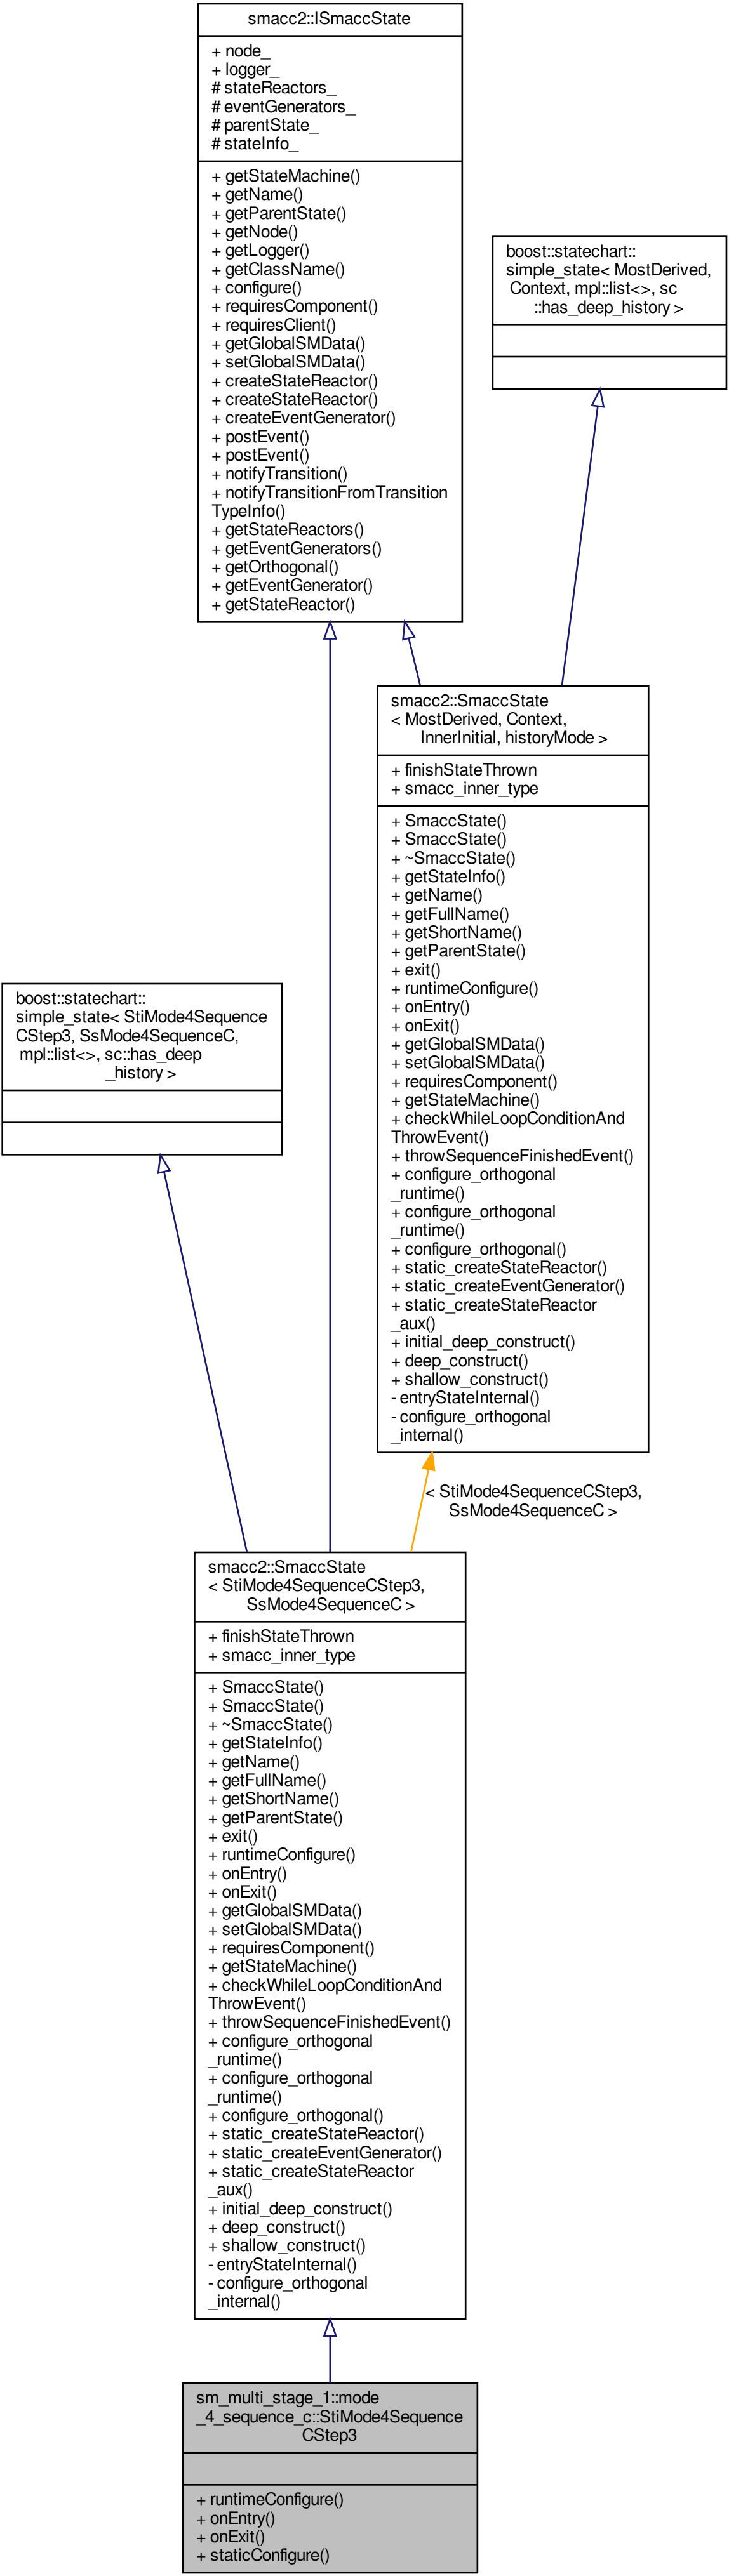 smacc2::ISmaccState
+ node_
+ logger_
# stateReactors_
# eventGenerators_
# parentState_
# stateInfo_
+ getStateMachine()
+ getName()
+ getParentState()
+ getNode()
+ getLogger()
+ getClassName()
+ configure()
+ requiresComponent()
+ requiresClient()
+ getGlobalSMData()
+ setGlobalSMData()
+ createStateReactor()
+ createStateReactor()
+ createEventGenerator()
+ postEvent()
+ postEvent()
+ notifyTransition()
+ notifyTransitionFromTransition
TypeInfo()
+ getStateReactors()
+ getEventGenerators()
+ getOrthogonal()
+ getEventGenerator()
+ getStateReactor()
boost::statechart::
simple_state< MostDerived,
Context, mpl::list<>, sc
::has_deep_history >
smacc2::SmaccState
< MostDerived, Context,
InnerInitial, historyMode >
+ finishStateThrown
+ smacc_inner_type
+ SmaccState()
+ SmaccState()
+ ~SmaccState()
+ getStateInfo()
+ getName()
+ getFullName()
+ getShortName()
+ getParentState()
+ exit()
+ runtimeConfigure()
+ onEntry()
+ onExit()
+ getGlobalSMData()
+ setGlobalSMData()
+ requiresComponent()
+ getStateMachine()
+ checkWhileLoopConditionAnd
ThrowEvent()
+ throwSequenceFinishedEvent()
+ configure_orthogonal
_runtime()
+ configure_orthogonal
_runtime()
+ configure_orthogonal()
+ static_createStateReactor()
+ static_createEventGenerator()
+ static_createStateReactor
_aux()
+ initial_deep_construct()
+ deep_construct()
+ shallow_construct()
- entryStateInternal()
- configure_orthogonal
_internal()
boost::statechart::
simple_state< StiMode4Sequence
CStep3, SsMode4SequenceC,
mpl::list<>, sc::has_deep
_history >
< StiMode4SequenceCStep3,
SsMode4SequenceC >
smacc2::SmaccState
< StiMode4SequenceCStep3,
SsMode4SequenceC >
+ finishStateThrown
+ smacc_inner_type
+ SmaccState()
+ SmaccState()
+ ~SmaccState()
+ getStateInfo()
+ getName()
+ getFullName()
+ getShortName()
+ getParentState()
+ exit()
+ runtimeConfigure()
+ onEntry()
+ onExit()
+ getGlobalSMData()
+ setGlobalSMData()
+ requiresComponent()
+ getStateMachine()
+ checkWhileLoopConditionAnd
ThrowEvent()
+ throwSequenceFinishedEvent()
+ configure_orthogonal
_runtime()
+ configure_orthogonal
_runtime()
+ configure_orthogonal()
+ static_createStateReactor()
+ static_createEventGenerator()
+ static_createStateReactor
_aux()
+ initial_deep_construct()
+ deep_construct()
+ shallow_construct()
- entryStateInternal()
- configure_orthogonal
_internal()
sm_multi_stage_1::mode
_4_sequence_c::StiMode4Sequence
CStep3
+ runtimeConfigure()
+ onEntry()
+ onExit()
+ staticConfigure()